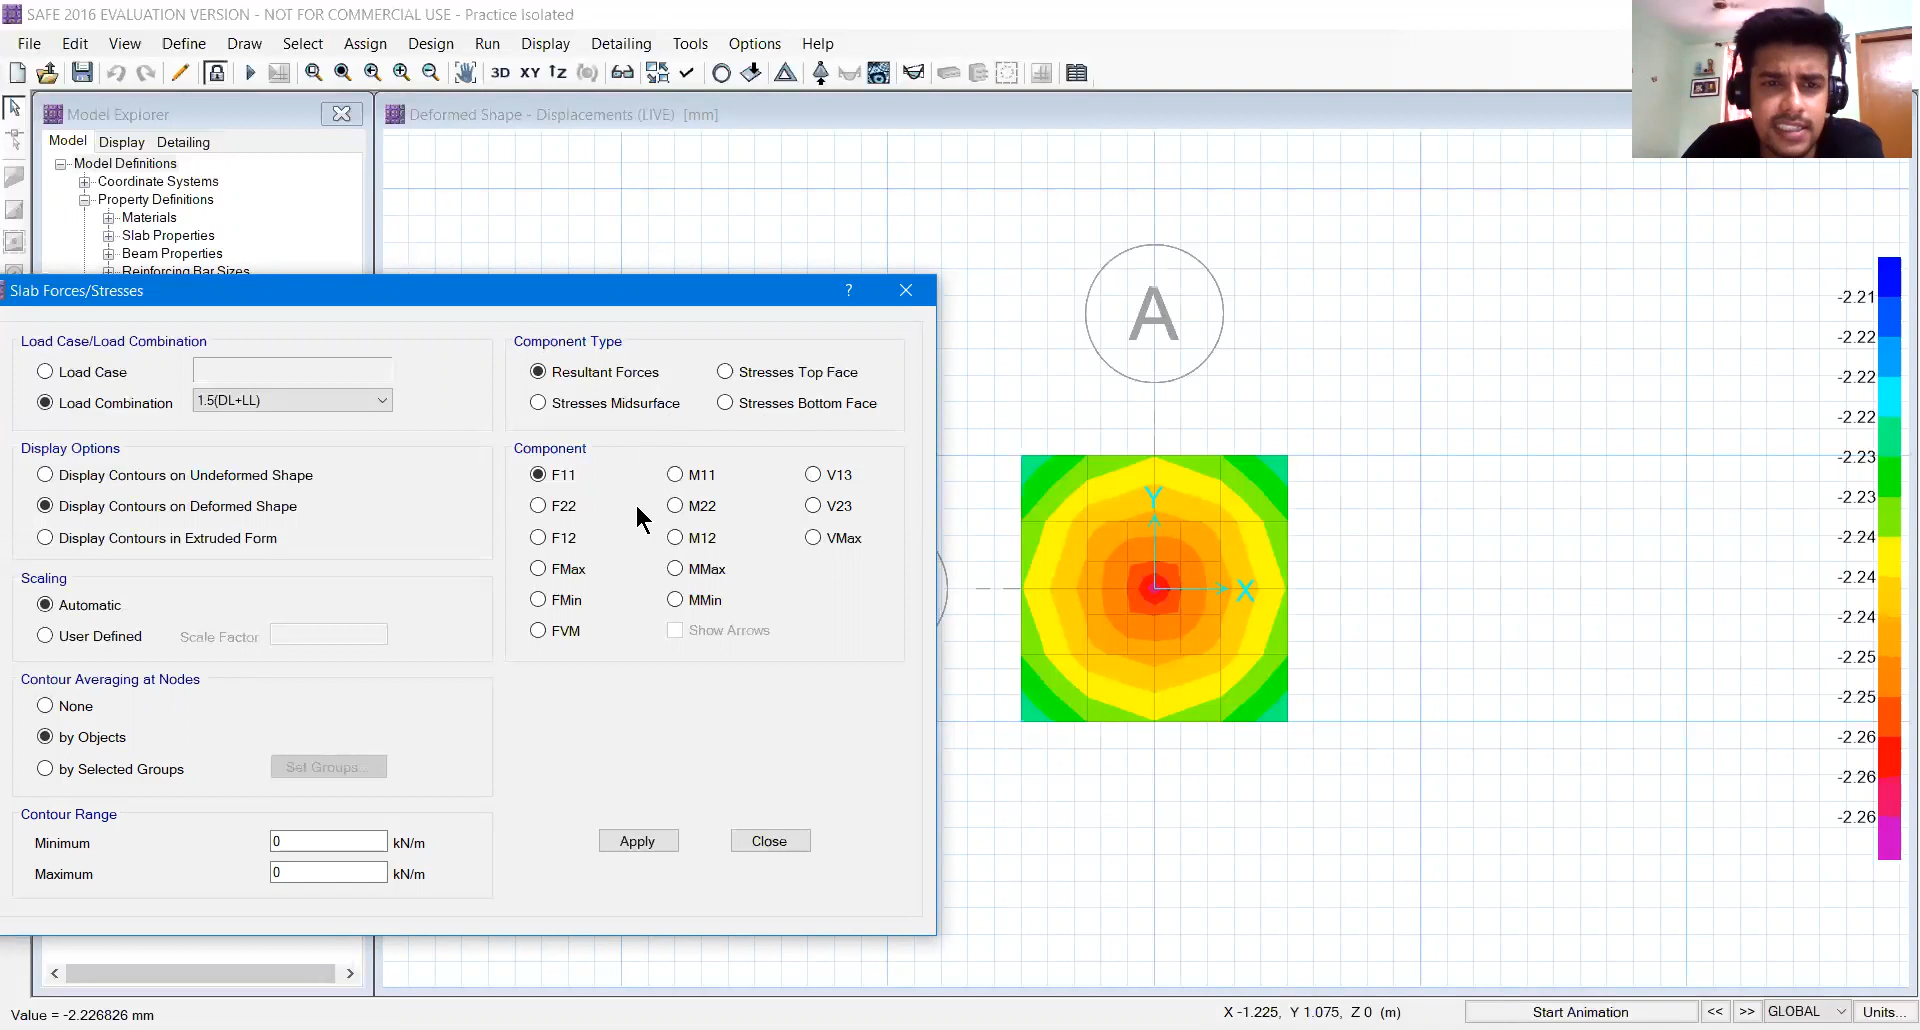 SAFE 2016 EVALUATION VERSION - NOT FOR COMMERCIAL USE - Practice Isolated
File Edit View Define Draw Select Assign Design Run Display Detailing Tools Options Help
3D XY
Model Explorer
Deformed Shape - Displacements (LIVE) [mm]
Model Display Detailing
Model Definitions
Coordinate Systems
Property Definitions
Materials
Slab Properties
Beam Properties
Reinforcing Bar Sizes
Slab Forces/Stresses
?
Load Case/Load Combination
Load Case
Load Combination 1.5(DL+LL)
Component Type
Resultant Forces Stresses Top Face
Stresses Midsurface Stresses Bottom Face
Display Options
Display Contours on Undeformed Shape
Display Contours on Deformed Shape
Display Contours in Extruded Form
Component
F11 M11 V13
F22 M22 V23
F12 M12 VMax
FMax MMax
FMin MMin
FVM Show Arrows
Scaling
Automatic
User Defined Scale Factor
Contour Averaging at Nodes
None
by Objects
by Selected Groups Set Groups...
Contour Range
Minimum 0 kN/m
Maximum 0 kN/m
Apply Close
A
Y
X
-2.21
-2.22
-2.22
-2.22
-2.23
-2.23
-2.24
-2.24
-2.24
-2.25
-2.25
-2.26
-2.26
-2.26
Value = -2.226826 mm
X -1.225, Y 1.075, Z 0 (m)
Start Animation << >> GLOBAL Units...